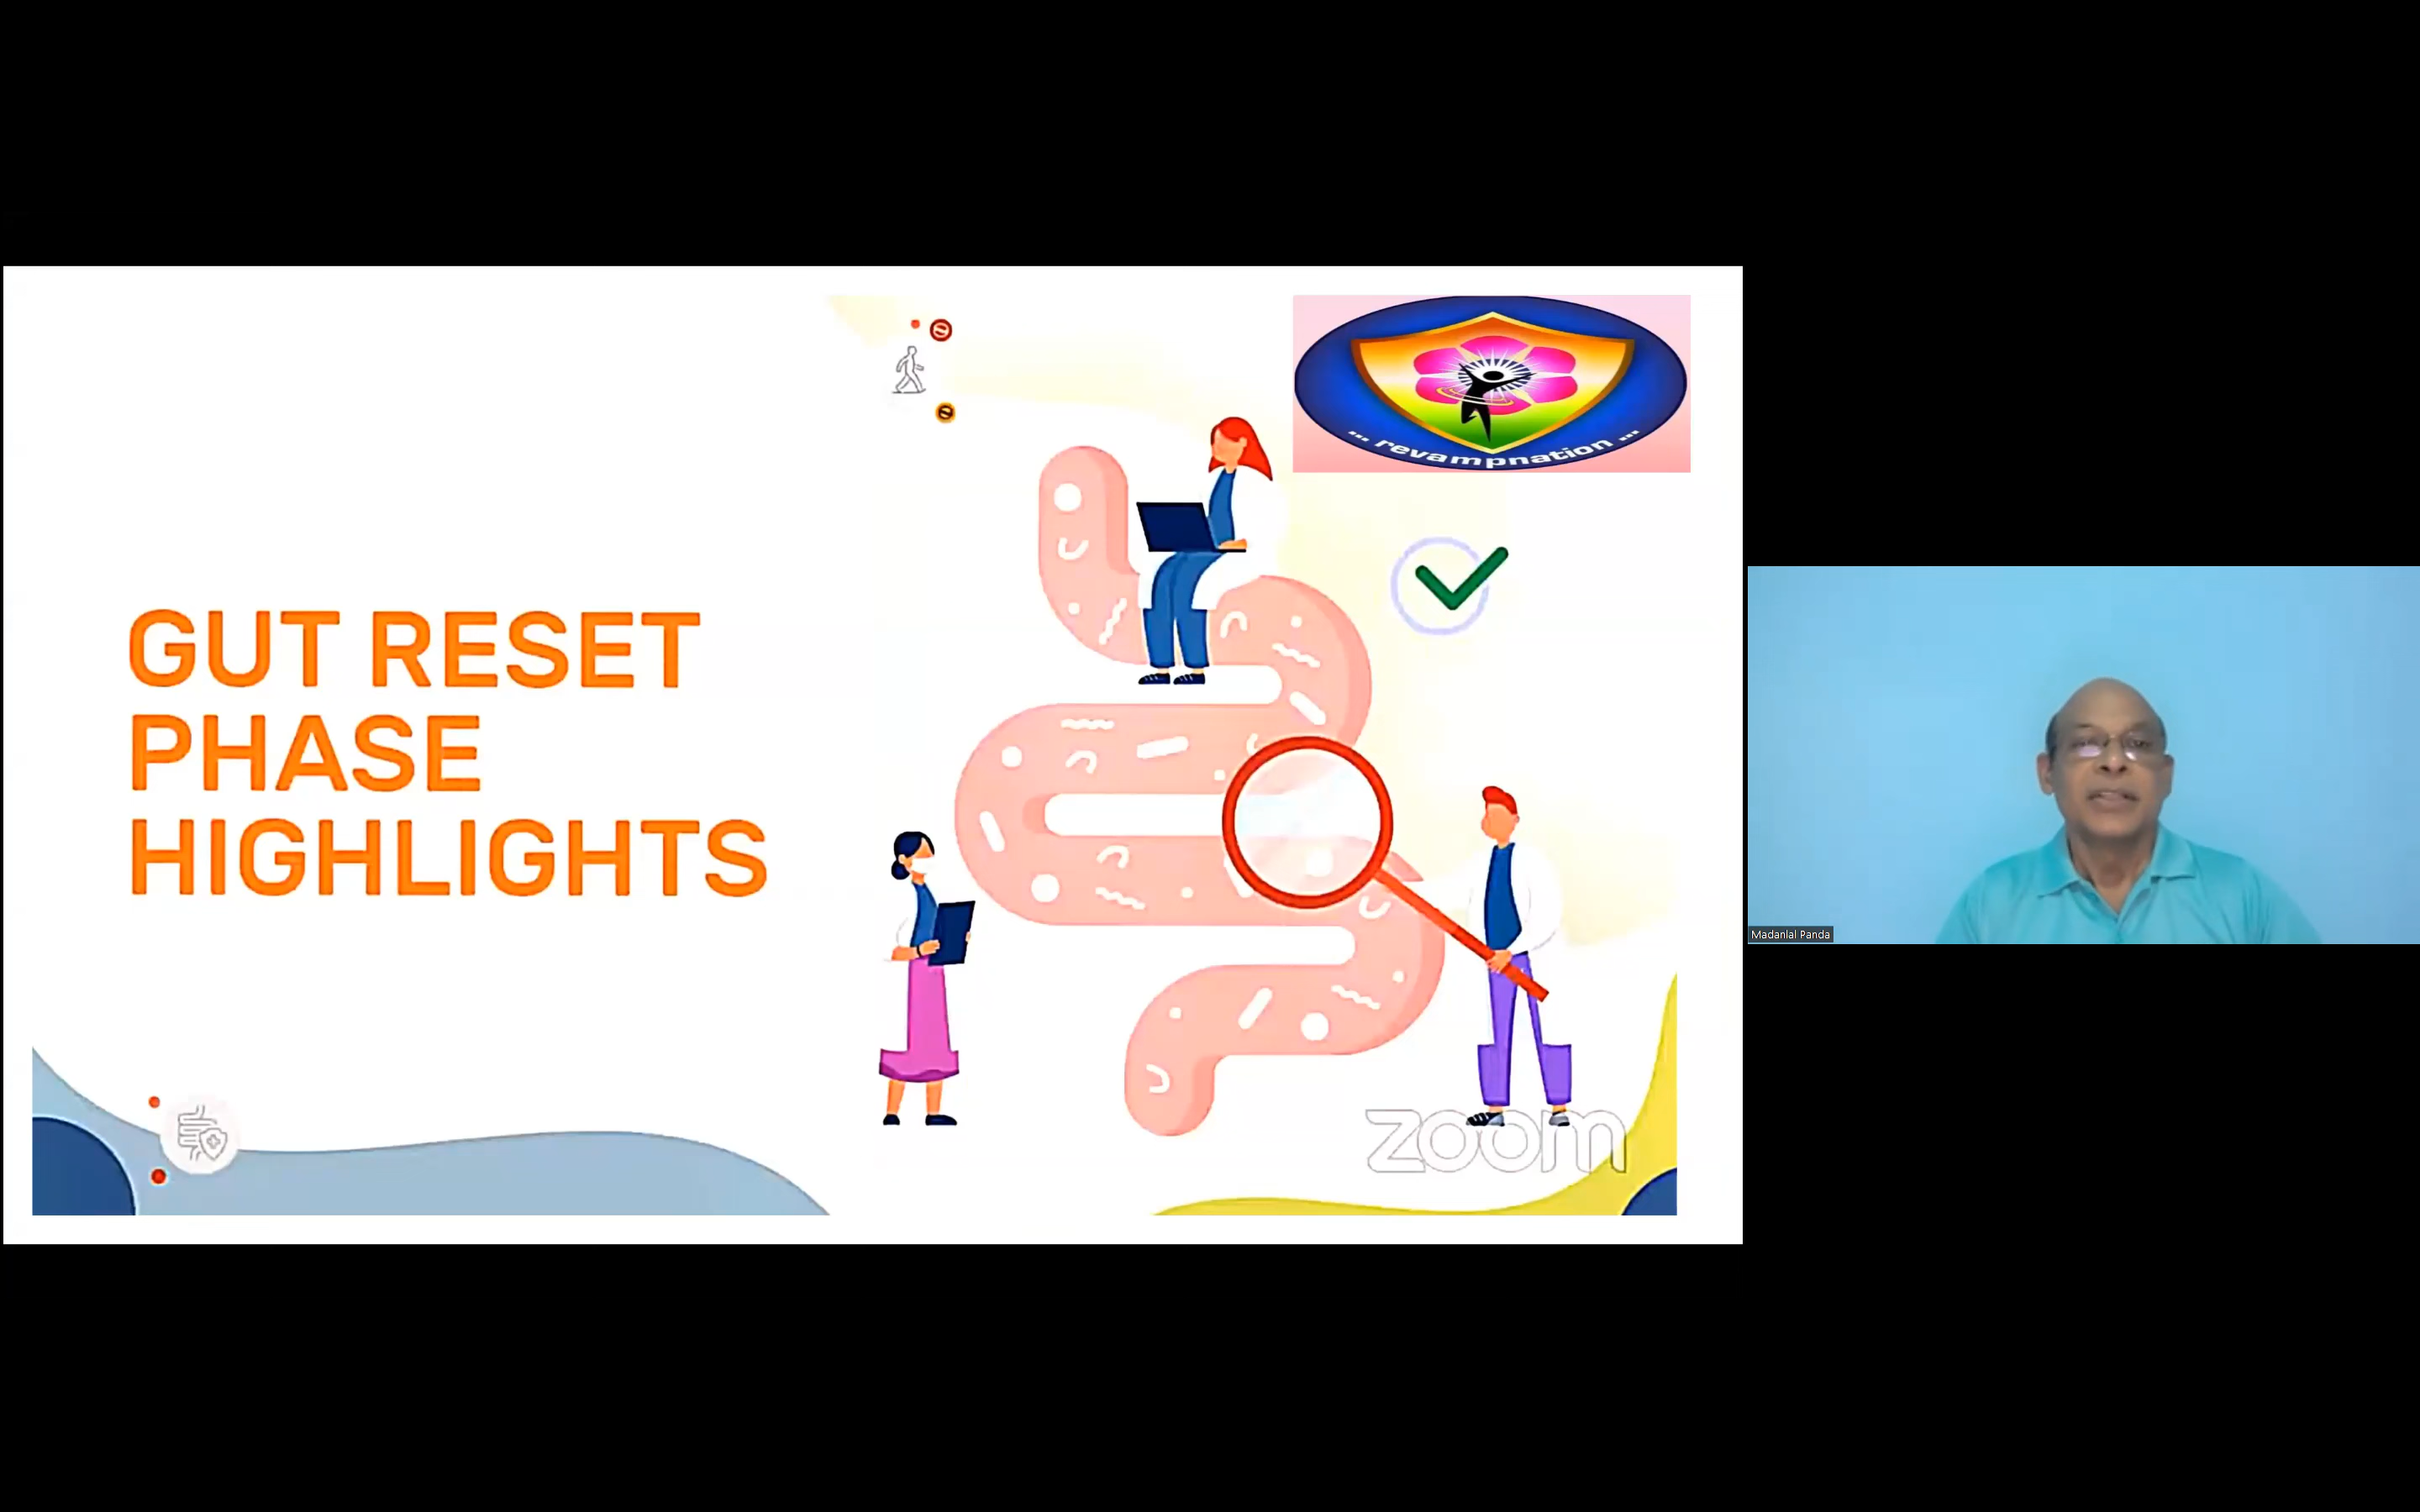 GUT RESET
PHASE
HIGHLIGHTS
... revampnation ...
zoom
Madanlal Panda